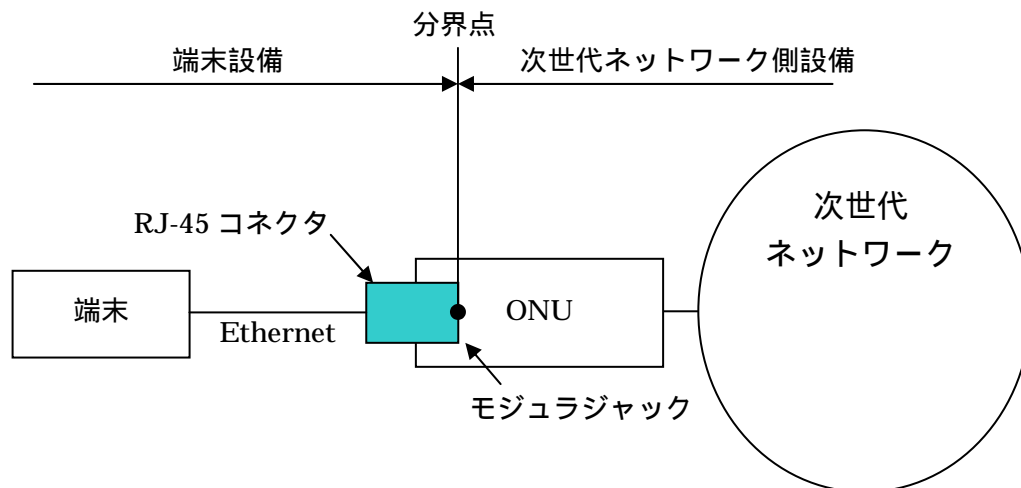 分界点
端末設備
次世代ネットワーク側設備
RJ-45 コネクタ
次世代
ネットワーク
端末
Ethernet
ONU
モジュラジャック